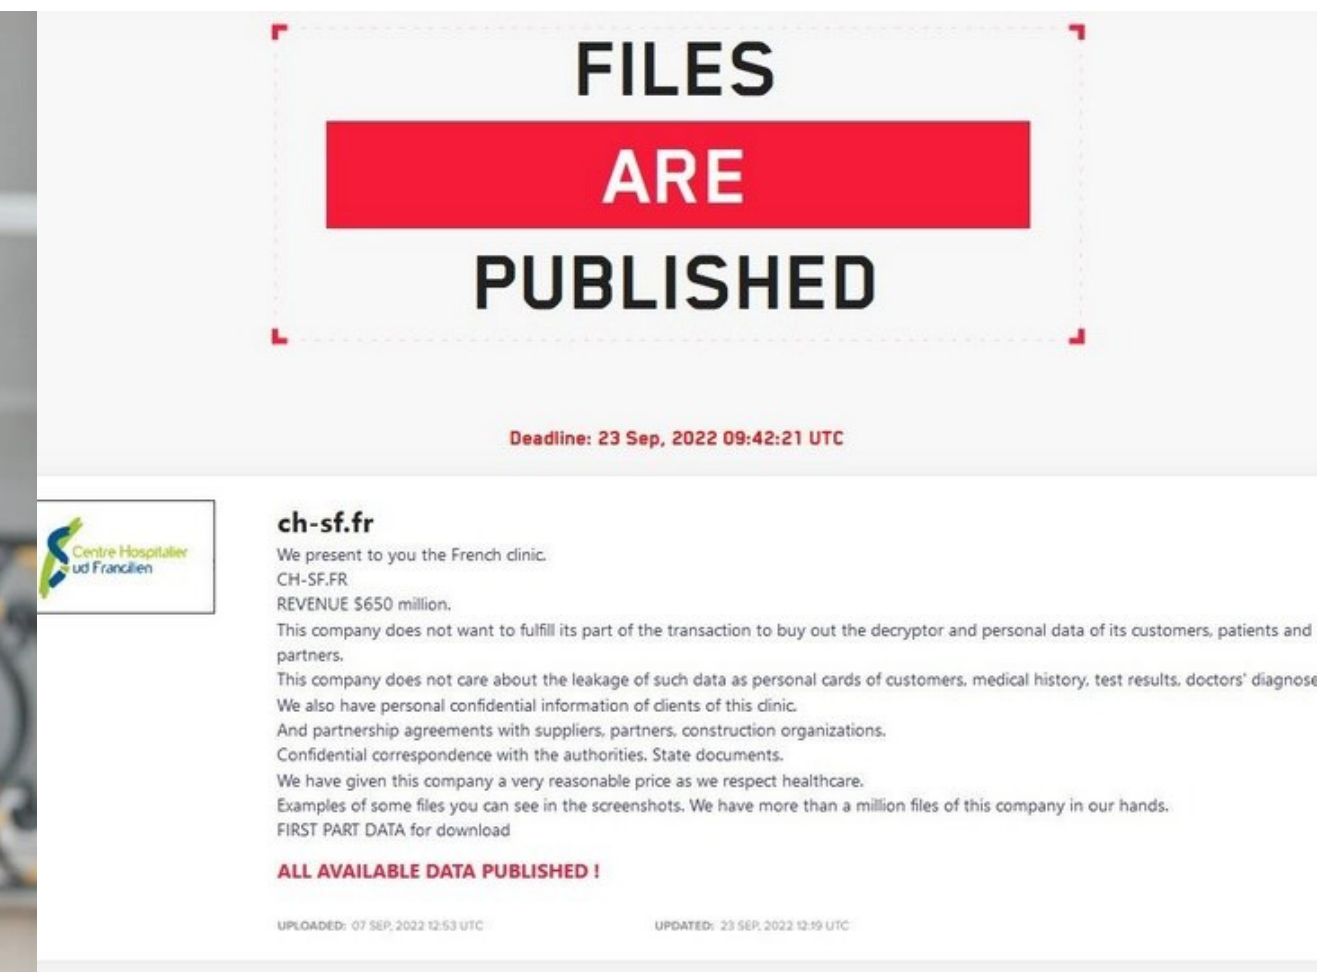 FILES
ARE
PUBLISHED
Deadline: 23 Sep, 2022 09:42:21 UTC
Centre Hospitalier
ud Francilien
ch-sf.fr
We present to you the French clinic.
CH-SF.FR
REVENUE $650 million.
This company does not want to fulfill its part of the transaction to buy out the decryptor and personal data of its customers, patients and
partners.
This company does not care about the leakage of such data as personal cards of customers, medical history, test results, doctors' diagnose
We also have personal confidential information of clients of this clinic.
And partnership agreements with suppliers, partners, construction organizations.
Confidential correspondence with the authorities. State documents.
We have given this company a very reasonable price as we respect healthcare.
Examples of some files you can see in the screenshots. We have more than a million files of this company in our hands.
FIRST PART DATA for download
ALL AVAILABLE DATA PUBLISHED !
UPLOADED: 07 SEP, 2022 12:53 UTC
UPDATED: 23 SEP, 2022 12:19 UTC